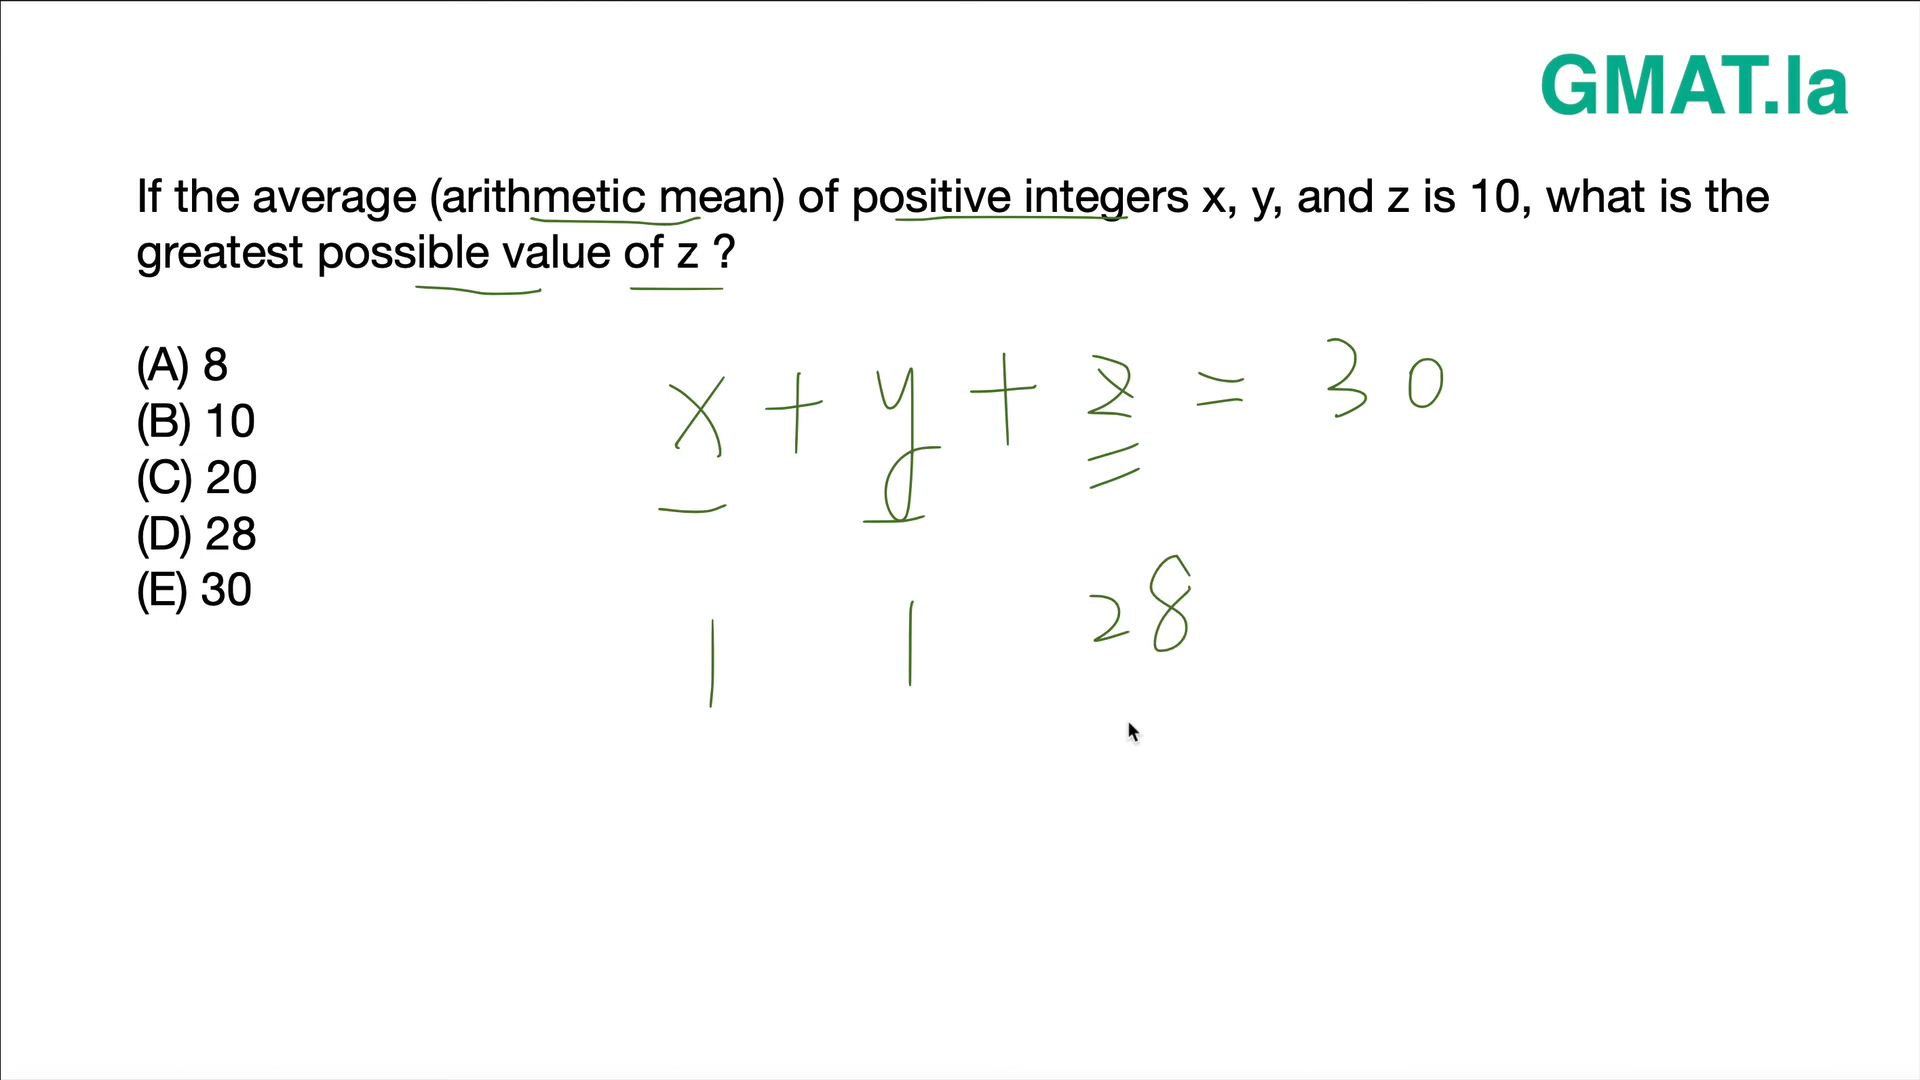 GMAT.la
If the average (arithmetic mean) of positive integers x, y, and z is 10, what is the
greatest possible value of z ?
(A) 8
(B) 10
(C) 20
(D) 28
(E) 30
x + y + z = 30
1 1 28